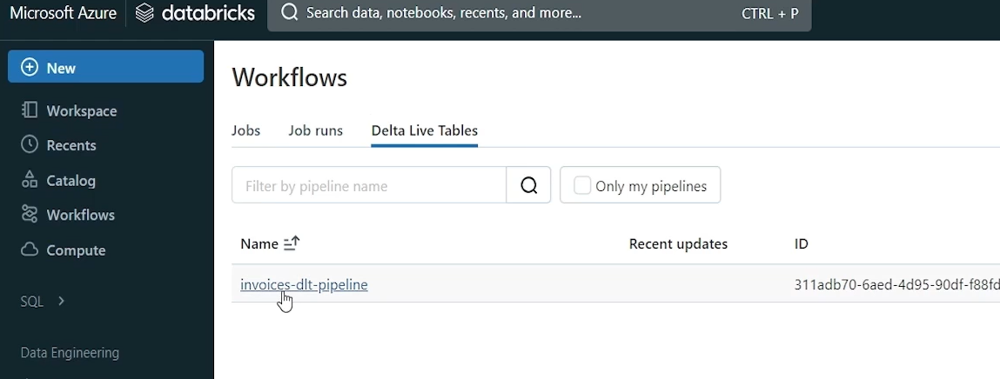 Microsoft Azure databricks Search data, notebooks, recents, and more... CTRL + P
New
Workspace
Recents
Catalog
Workflows
Compute
SQL
Data Engineering
Workflows
Jobs Job runs Delta Live Tables
Filter by pipeline name Only my pipelines
Name Recent updates ID
invoices-dlt-pipeline 311adb70-6aed-4d95-90df-f88fd